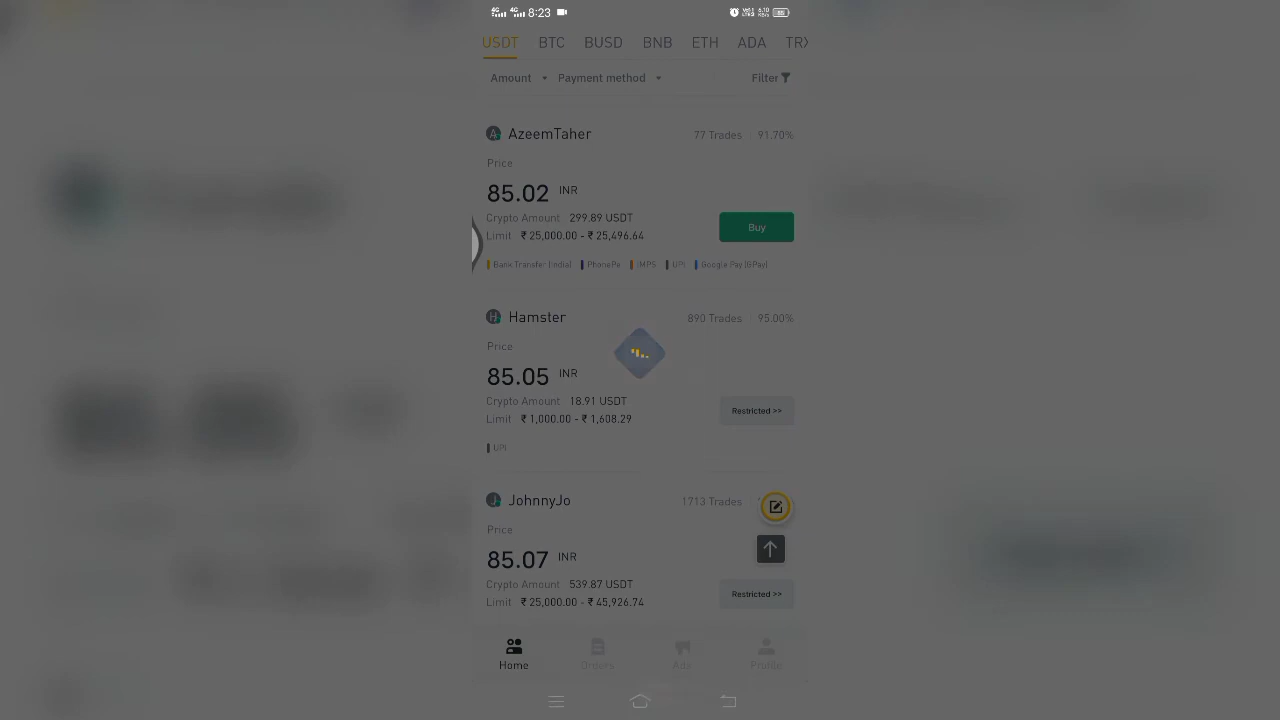 8:23
USDT BTC BUSD BNB ETH ADA TRX
Amount Payment method Filter
A AzeemTaher 77 Trades 91.70%
Price
85.02 INR
Crypto Amount 299.89 USDT
Limit ₹ 25,000.00 - ₹ 25,496.64
Buy
Bank Transfer (India) PhonePe IMPS UPI Google Pay (GPay)
H Hamster 890 Trades 95.00%
Price
85.05 INR
Crypto Amount 18.91 USDT
Limit ₹ 1,000.00 - ₹ 1,608.29
Restricted >>
UPI
J JohnnyJo 1713 Trades
Price
85.07 INR
Crypto Amount 539.87 USDT
Limit ₹ 25,000.00 - ₹ 45,926.74
Restricted >>
Home Orders Ads Profile